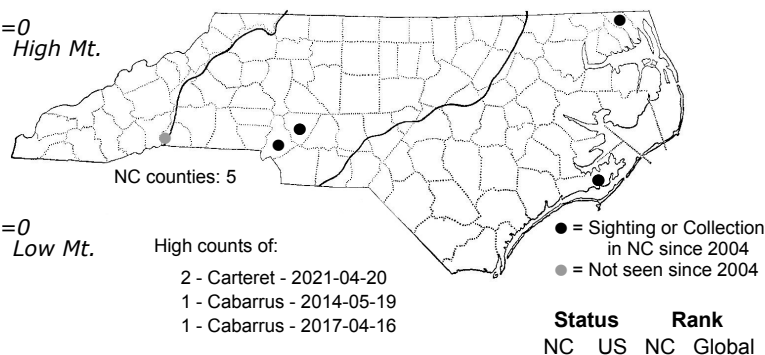 =0
High Mt.
NC counties: 5
=0
Low Mt.
High counts of:
2 - Carteret - 2021-04-20
1 - Cabarrus - 2014-05-19
1 - Cabarrus - 2017-04-16
● = Sighting or Collection
in NC since 2004
● = Not seen since 2004
Status Rank
NC US NC Global